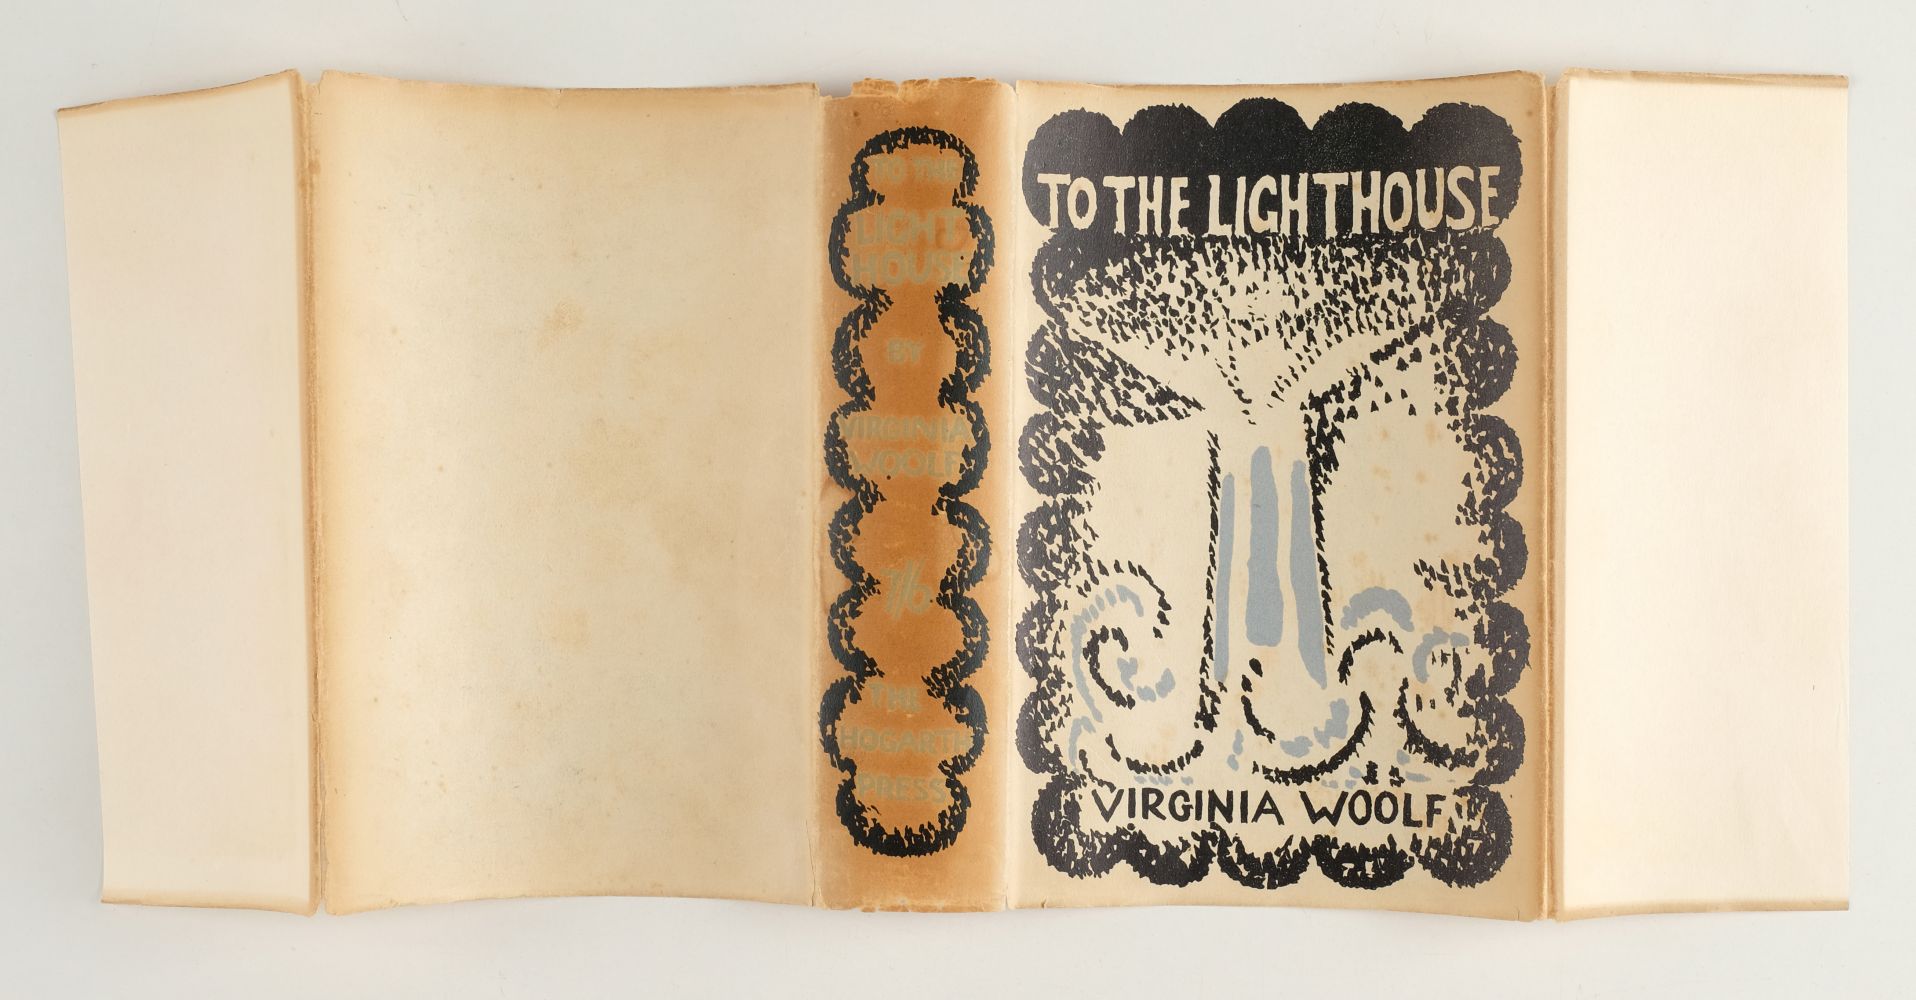 TO THE
LIGHT
HOUSE
BY
VIRGINIA
WOOLF
7/6
THE
HOGARTH
PRESS
TO THE LIGHTHOUSE
VIRGINIA WOOLF